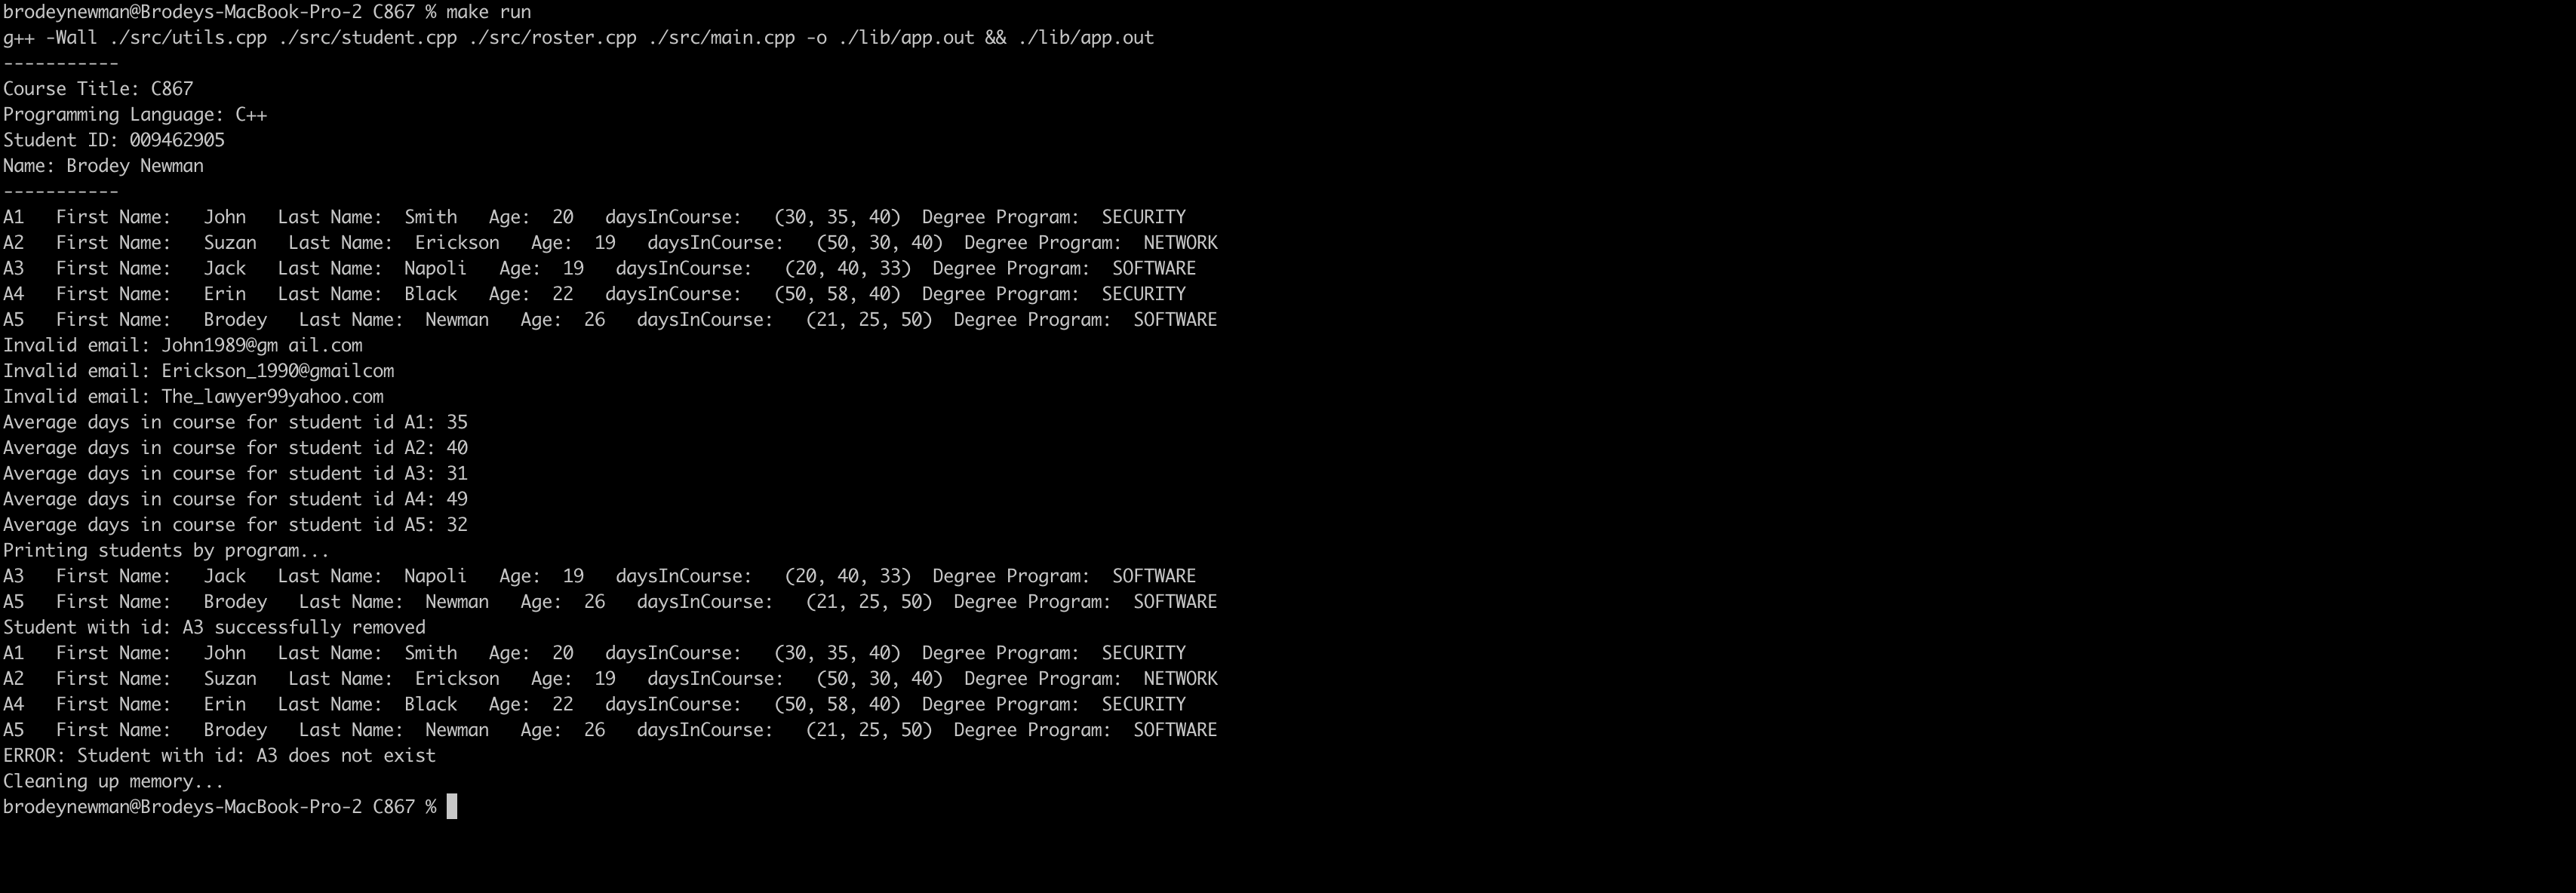 brodeynewman@Brodeys-MacBook-Pro-2 C867 % make run
g++ -Wall ./src/utils.cpp ./src/student.cpp ./src/roster.cpp ./src/main.cpp -o ./lib/app.out && ./lib/app.out
-----------
Course Title: C867
Programming Language: C++
Student ID: 009462905
Name: Brodey Newman
-----------
A1   First Name:   John   Last Name:  Smith   Age:  20   daysInCourse:   (30, 35, 40)  Degree Program:  SECURITY
A2   First Name:   Suzan   Last Name:  Erickson   Age:  19   daysInCourse:   (50, 30, 40)  Degree Program:  NETWORK
A3   First Name:   Jack   Last Name:  Napoli   Age:  19   daysInCourse:   (20, 40, 33)  Degree Program:  SOFTWARE
A4   First Name:   Erin   Last Name:  Black   Age:  22   daysInCourse:   (50, 58, 40)  Degree Program:  SECURITY
A5   First Name:   Brodey   Last Name:  Newman   Age:  26   daysInCourse:   (21, 25, 50)  Degree Program:  SOFTWARE
Invalid email: John1989@gm ail.com
Invalid email: Erickson_1990@gmailcom
Invalid email: The_lawyer99yahoo.com
Average days in course for student id A1: 35
Average days in course for student id A2: 40
Average days in course for student id A3: 31
Average days in course for student id A4: 49
Average days in course for student id A5: 32
Printing students by program...
A3   First Name:   Jack   Last Name:  Napoli   Age:  19   daysInCourse:   (20, 40, 33)  Degree Program:  SOFTWARE
A5   First Name:   Brodey   Last Name:  Newman   Age:  26   daysInCourse:   (21, 25, 50)  Degree Program:  SOFTWARE
Student with id: A3 successfully removed
A1   First Name:   John   Last Name:  Smith   Age:  20   daysInCourse:   (30, 35, 40)  Degree Program:  SECURITY
A2   First Name:   Suzan   Last Name:  Erickson   Age:  19   daysInCourse:   (50, 30, 40)  Degree Program:  NETWORK
A4   First Name:   Erin   Last Name:  Black   Age:  22   daysInCourse:   (50, 58, 40)  Degree Program:  SECURITY
A5   First Name:   Brodey   Last Name:  Newman   Age:  26   daysInCourse:   (21, 25, 50)  Degree Program:  SOFTWARE
ERROR: Student with id: A3 does not exist
Cleaning up memory...
brodeynewman@Brodeys-MacBook-Pro-2 C867 %